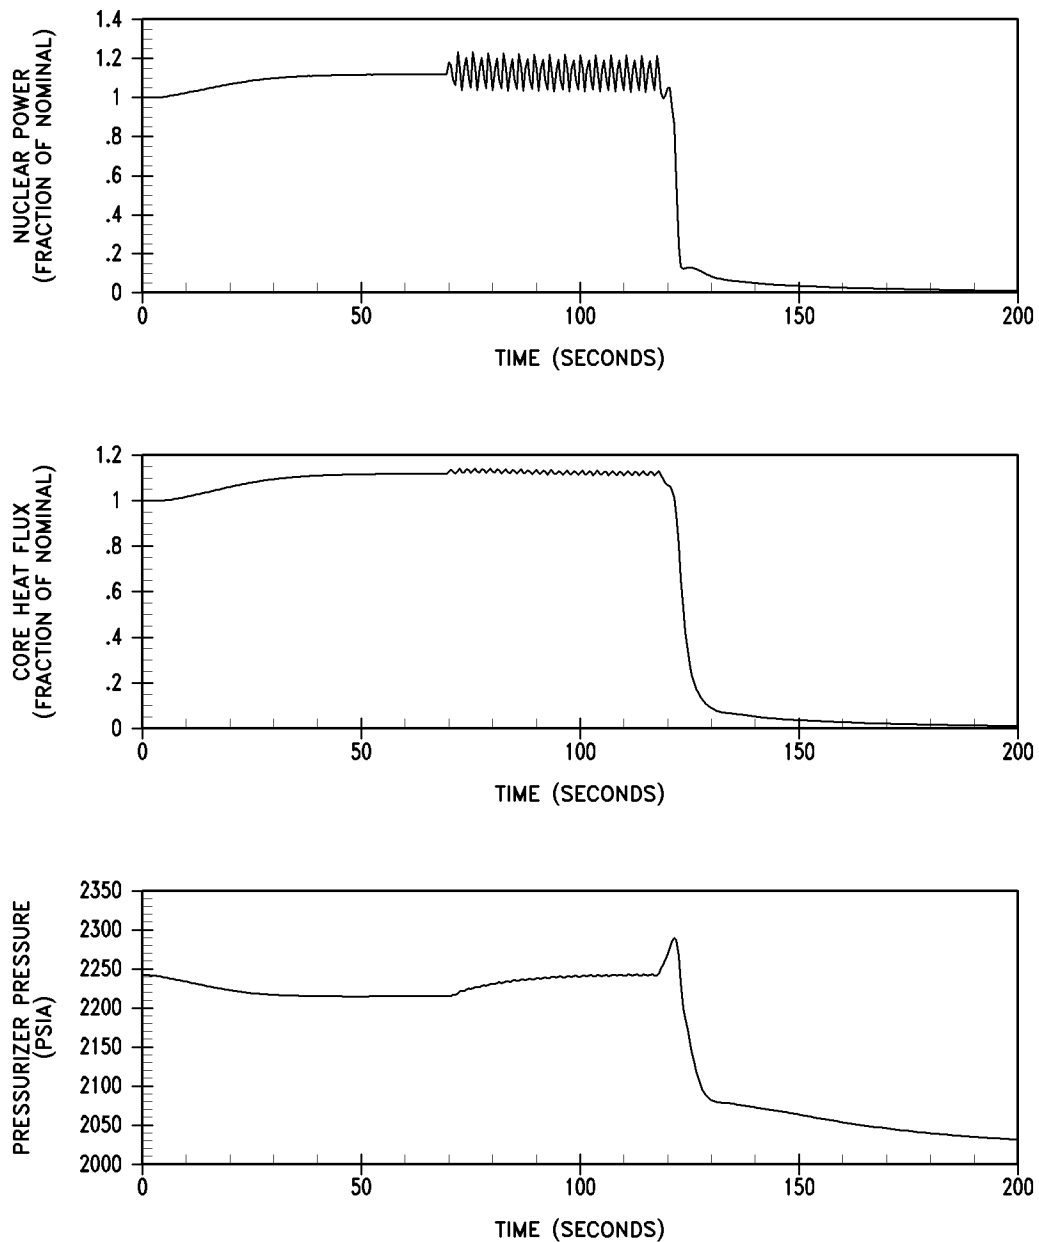 NUCLEAR POWER
(FRACTION OF NOMINAL)
1.4
1.2
1
.8
.6
.4
.2
0
0 50 100 150 200
TIME (SECONDS)
CORE HEAT FLUX
(FRACTION OF NOMINAL)
1.2
1
.8
.6
.4
.2
0
0 50 100 150 200
TIME (SECONDS)
PRESSURIZER PRESSURE
(PSIA)
2350
2300
2250
2200
2150
2100
2050
2000
0 50 100 150 200
TIME (SECONDS)